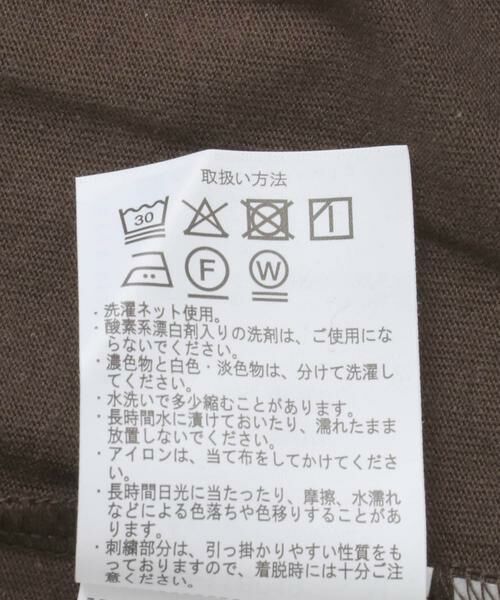 取扱い方法
30
F
W
・洗濯ネット使用。
・酸素系漂白剤入りの洗剤は、ご使用にな
らないでください。
・濃色物と白色・淡色物は、分けて洗濯し
てください。
・水洗いで多少縮むことがあります。
・長時間水に漬けておいたり、濡れたまま
放置しないでください。
・アイロンは、当て布をしてかけてくださ
い。
・長時間日光に当たったり、摩擦、水濡れ
などによる色落ちや色移りすることがあ
ります。
・刺繍部分は、引っ掛かりやすい性質をも
っておりますので、着脱時には十分ご注
意ください。